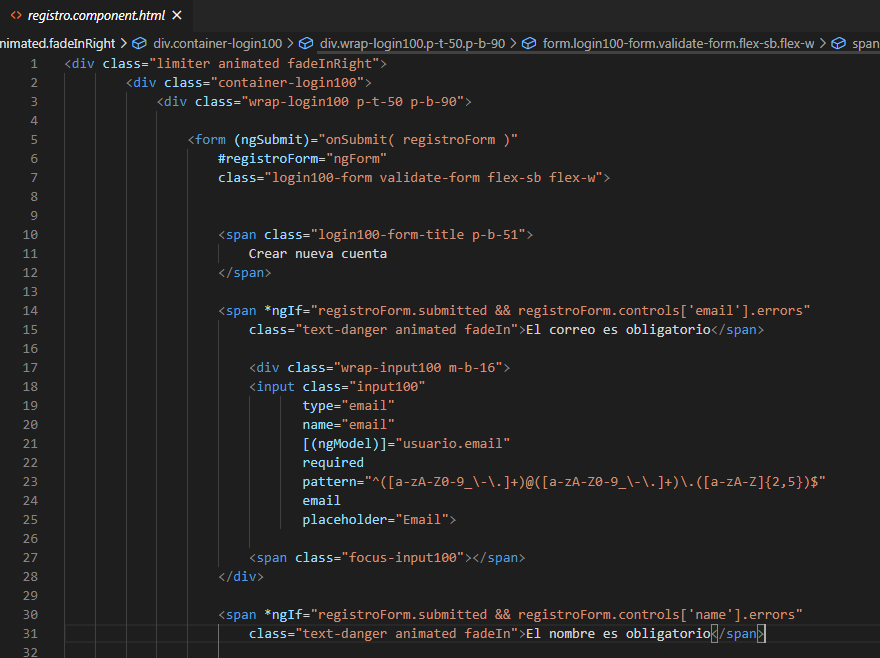 registro.component.html
nimated.fadeInRight > div.container-login100 > div.wrap-login100.p-t-50.p-b-90 > form.login100-form.validate-form.flex-sb.flex-w > span
1 <div class="limiter animated fadeInRight">
2 <div class="container-login100">
3 <div class="wrap-login100 p-t-50 p-b-90">
4
5 <form (ngSubmit)="onSubmit( registroForm )"
6 #registroForm="ngForm"
7 class="login100-form validate-form flex-sb flex-w">
8
9
10 <span class="login100-form-title p-b-51">
11 Crear nueva cuenta
12 </span>
13
14 <span *ngIf="registroForm.submitted && registroForm.controls['email'].errors"
15 class="text-danger animated fadeIn">El correo es obligatorio</span>
16
17 <div class="wrap-input100 m-b-16">
18 <input class="input100"
19 type="email"
20 name="email"
21 [(ngModel)]="usuario.email"
22 required
23 pattern="^([a-zA-Z0-9_\-\.]+)@([a-zA-Z0-9_\-\.]+)\.([a-zA-Z]{2,5})$"
24 email
25 placeholder="Email">
26
27 <span class="focus-input100"></span>
28 </div>
29
30 <span *ngIf="registroForm.submitted && registroForm.controls['name'].errors"
31 class="text-danger animated fadeIn">El nombre es obligatorio</span>
32